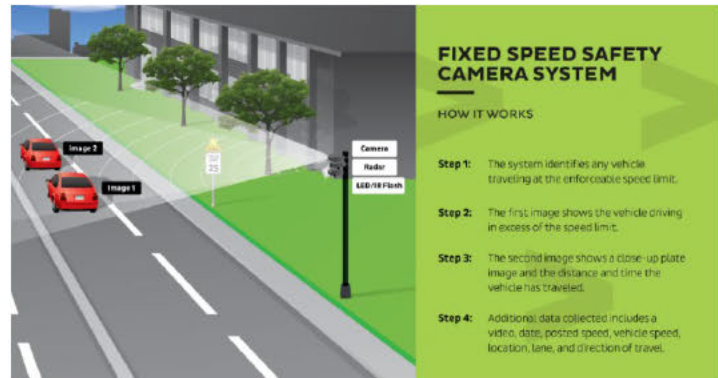 Image 2
Image 1
Camera
Radar
LED/IR Flash
25
FIXED SPEED SAFETY
CAMERA SYSTEM
HOW IT WORKS
Step 1: The system identifies any vehicle
traveling at the enforceable speed limit.
Step 2: The first image shows the vehicle driving
in excess of the speed limit.
Step 3: The second image shows a close-up plate
image and the distance and time the
vehicle has traveled.
Step 4: Additional data collected includes a
video, date, posted speed, vehicle speed,
location, lane, and direction of travel.